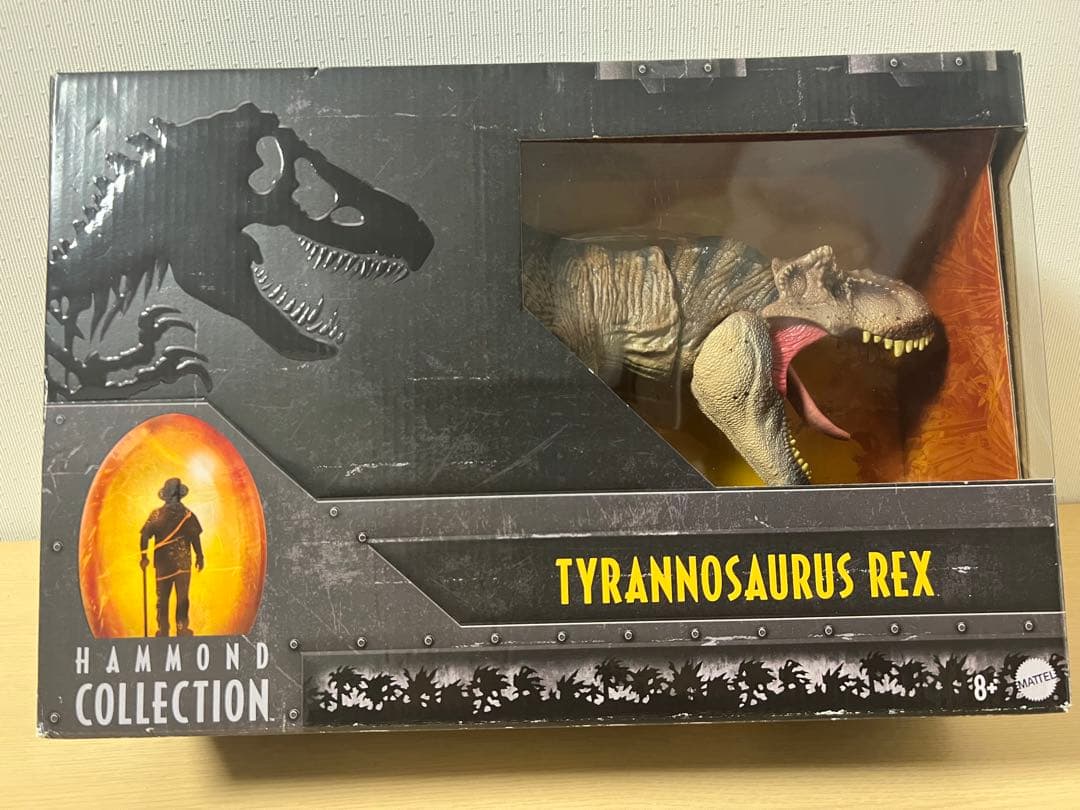 TYRANNOSAURUS REX
HAMMOND
COLLECTION
8+
MATTEL